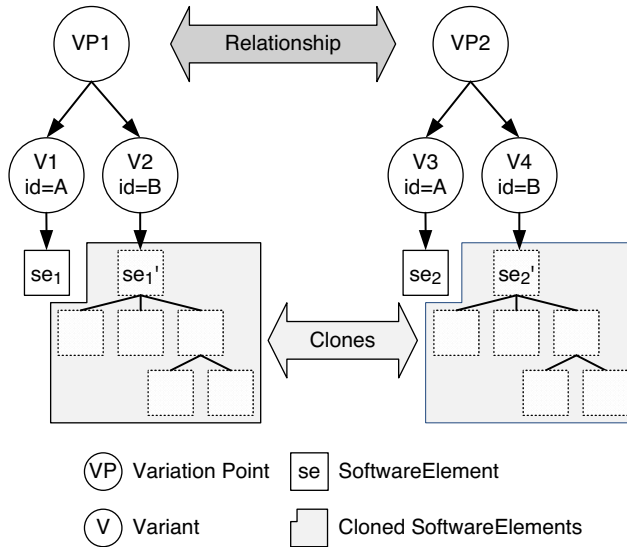 VP1
Relationship
VP2
V1
id=A
V2
id=B
V3
id=A
V4
id=B
se₁
se₁'
se₂
se₂'
Clones
VP Variation Point
se SoftwareElement
V Variant
Cloned SoftwareElements